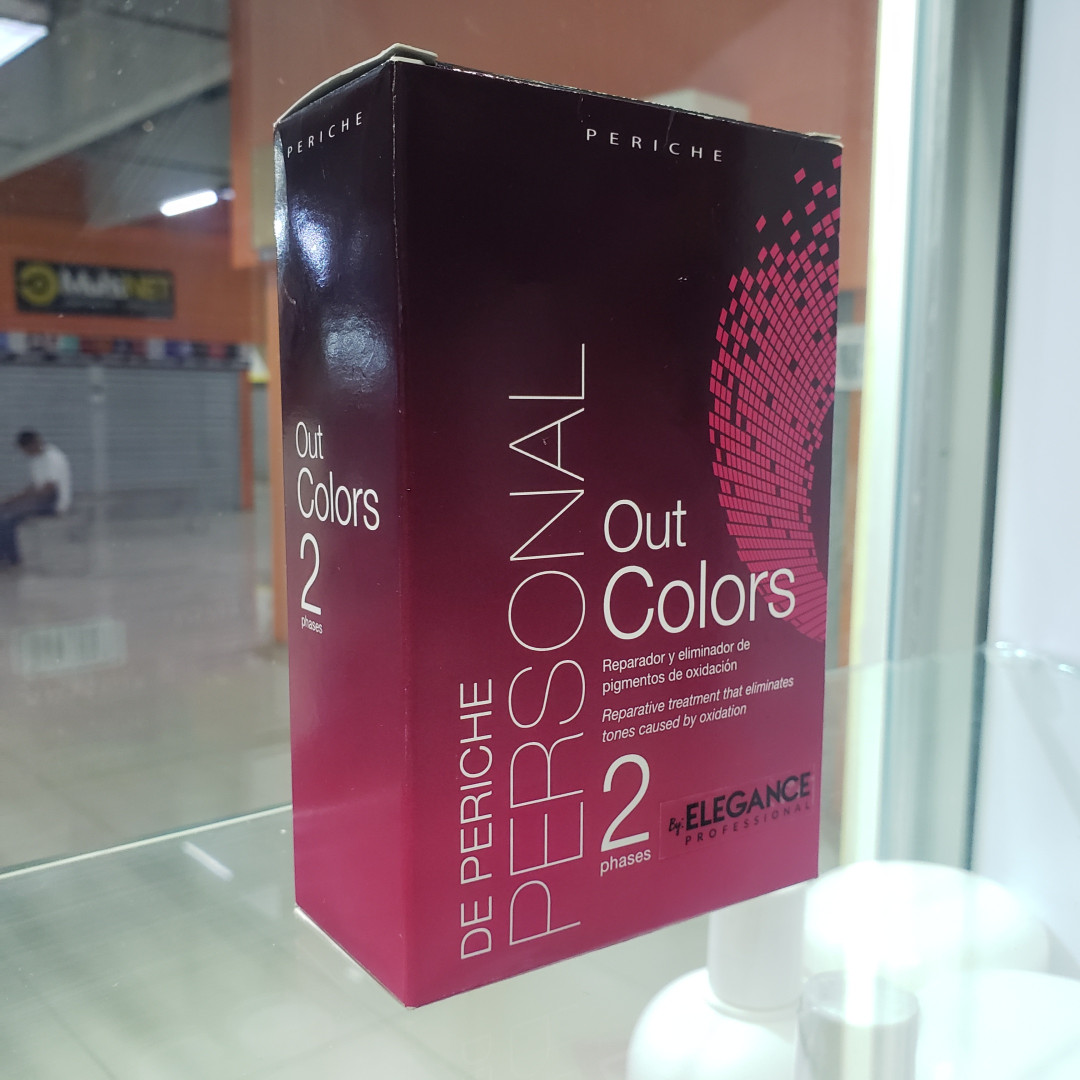 PERICHE
Out
Colors
2
phases
PERICHE
DE PERICHE
PERSONAL
Out
Colors
Reparador y eliminador de
pigmentos de oxidación
Reparative treatment that eliminates
tones caused by oxidation
2
phases
By: ELEGANCE
PROFESSIONAL
MultiNET